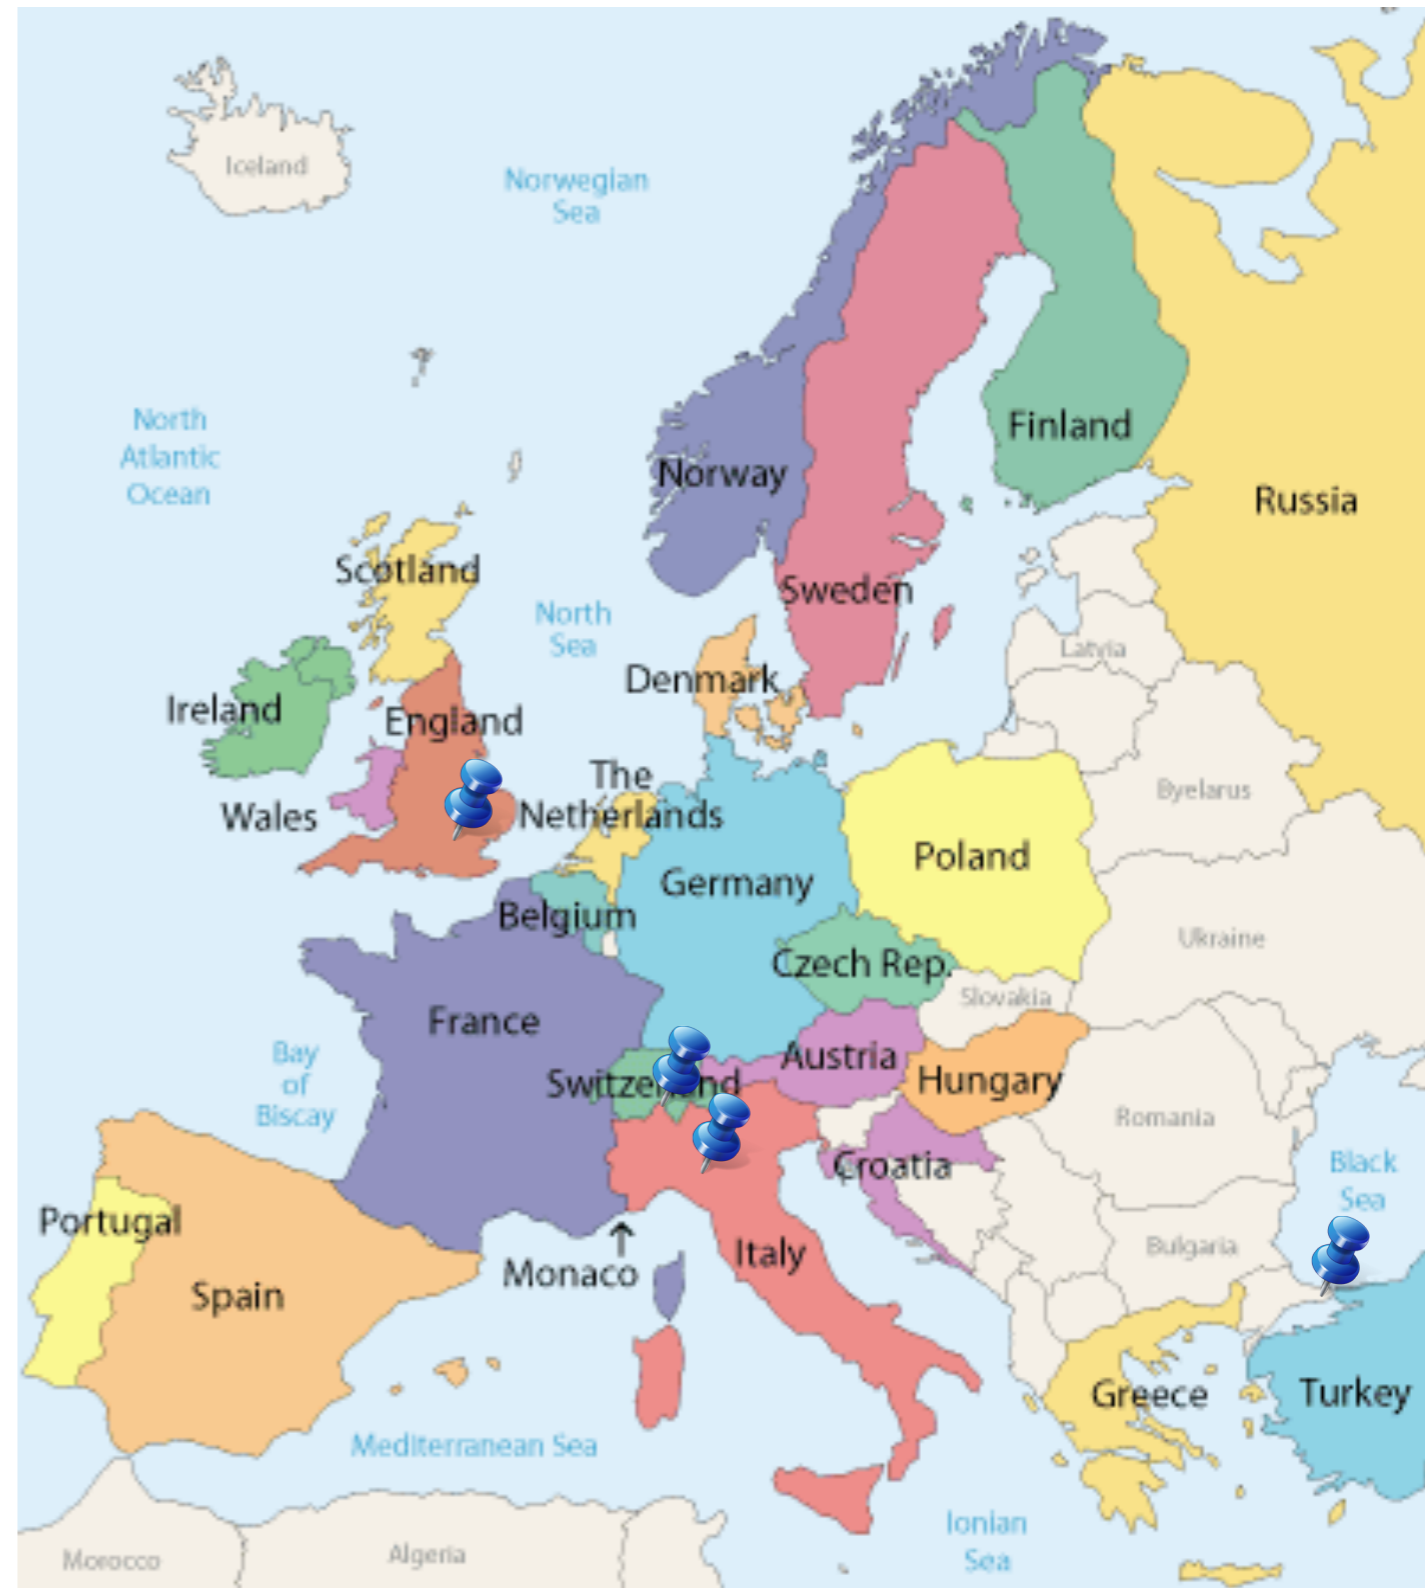 Iceland
Norwegian
Sea
North
Atlantic
Ocean
Finland
Norway
Russia
Scotland
Sweden
North
Sea
Latvia
Denmark
Ireland
England
The
Netherlands
Wales
Byelarus
Poland
Germany
Belgium
Ukraine
Czech Rep.
Slovakia
France
Bay
of
Biscay
Austria
Hungary
Romania
Croatia
Black
Sea
Portugal
Bulgaria
Italy
Monaco
Spain
Greece
Turkey
Mediterranean Sea
Ionian
Sea
Morocco
Algeria